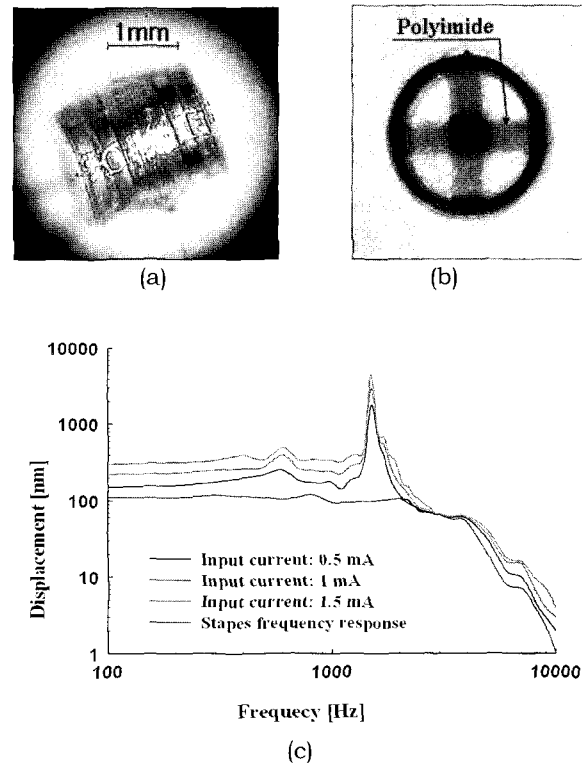 1mm
Polyimide
(a)
(b)
10000
1000
100
10
1
Displacement [nm]
Input current: 0.5 mA
Input current: 1 mA
Input current: 1.5 mA
Stapes frequency response
100
1000
10000
Frequecy [Hz]
(c)